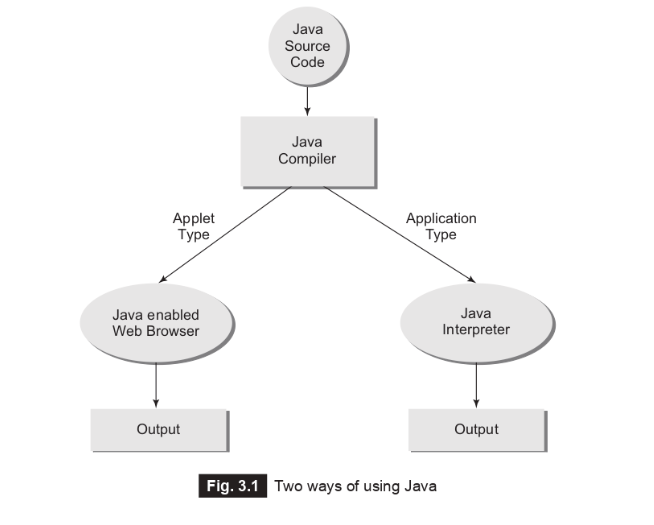 Java
Source
Code
Java
Compiler
Applet
Type
Application
Type
Java enabled
Web Browser
Java
Interpreter
Output
Output
Fig. 3.1 Two ways of using Java